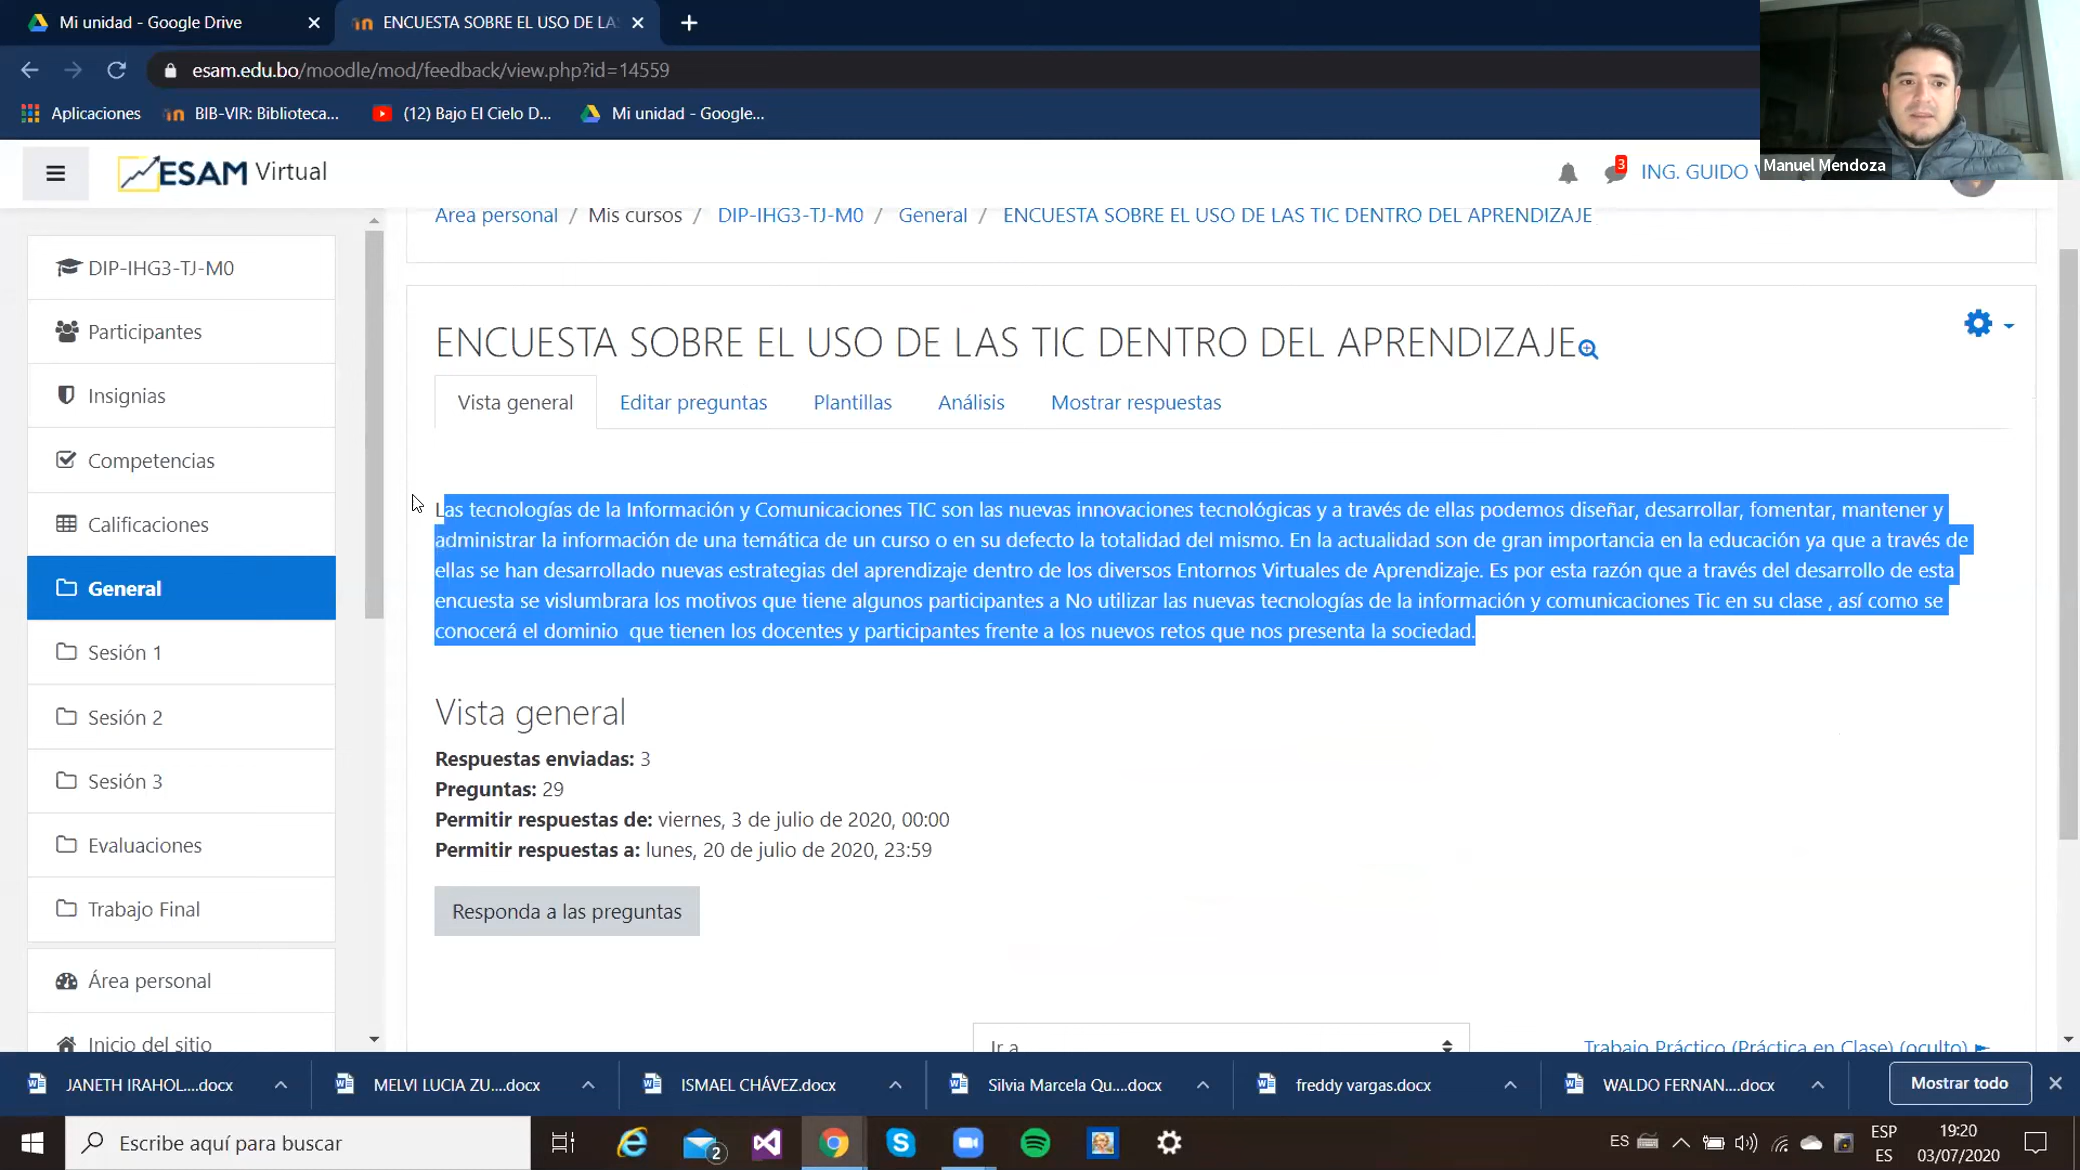 Mi unidad - Google Drive
ENCUESTA SOBRE EL USO DE LA
esam.edu.bo/moodle/mod/feedback/view.php?id=14559
Aplicaciones
BIB-VIR: Biblioteca...
(12) Bajo El Cielo D...
Mi unidad - Google...
Manuel Mendoza
ESAM Virtual
3
ING. GUIDO
Area personal / Mis cursos / DIP-IHG3-TJ-M0 / General / ENCUESTA SOBRE EL USO DE LAS TIC DENTRO DEL APRENDIZAJE
DIP-IHG3-TJ-M0
Participantes
Insignias
Competencias
Calificaciones
General
Sesión 1
Sesión 2
Sesión 3
Evaluaciones
Trabajo Final
Área personal
Inicio del sitio
ENCUESTA SOBRE EL USO DE LAS TIC DENTRO DEL APRENDIZAJE
Vista general
Editar preguntas
Plantillas
Análisis
Mostrar respuestas
Las tecnologías de la Información y Comunicaciones TIC son las nuevas innovaciones tecnológicas y a través de ellas podemos diseñar, desarrollar, fomentar, mantener y
administrar la información de una temática de un curso o en su defecto la totalidad del mismo. En la actualidad son de gran importancia en la educación ya que a través de
ellas se han desarrollado nuevas estrategias del aprendizaje dentro de los diversos Entornos Virtuales de Aprendizaje. Es por esta razón que a través del desarrollo de esta
encuesta se vislumbrara los motivos que tiene algunos participantes a No utilizar las nuevas tecnologías de la información y comunicaciones Tic en su clase , así como se
conocerá el dominio que tienen los docentes y participantes frente a los nuevos retos que nos presenta la sociedad.
Vista general
Respuestas enviadas: 3
Preguntas: 29
Permitir respuestas de: viernes, 3 de julio de 2020, 00:00
Permitir respuestas a: lunes, 20 de julio de 2020, 23:59
Responda a las preguntas
Ir a
Trabajo Práctico (Práctica en Clase) (oculto) ►
JANETH IRAHOL....docx
MELVI LUCIA ZU....docx
ISMAEL CHÁVEZ.docx
Silvia Marcela Qu....docx
freddy vargas.docx
WALDO FERNAN....docx
Mostrar todo
Escribe aquí para buscar
2
ES
ESP
ES
19:20
03/07/2020